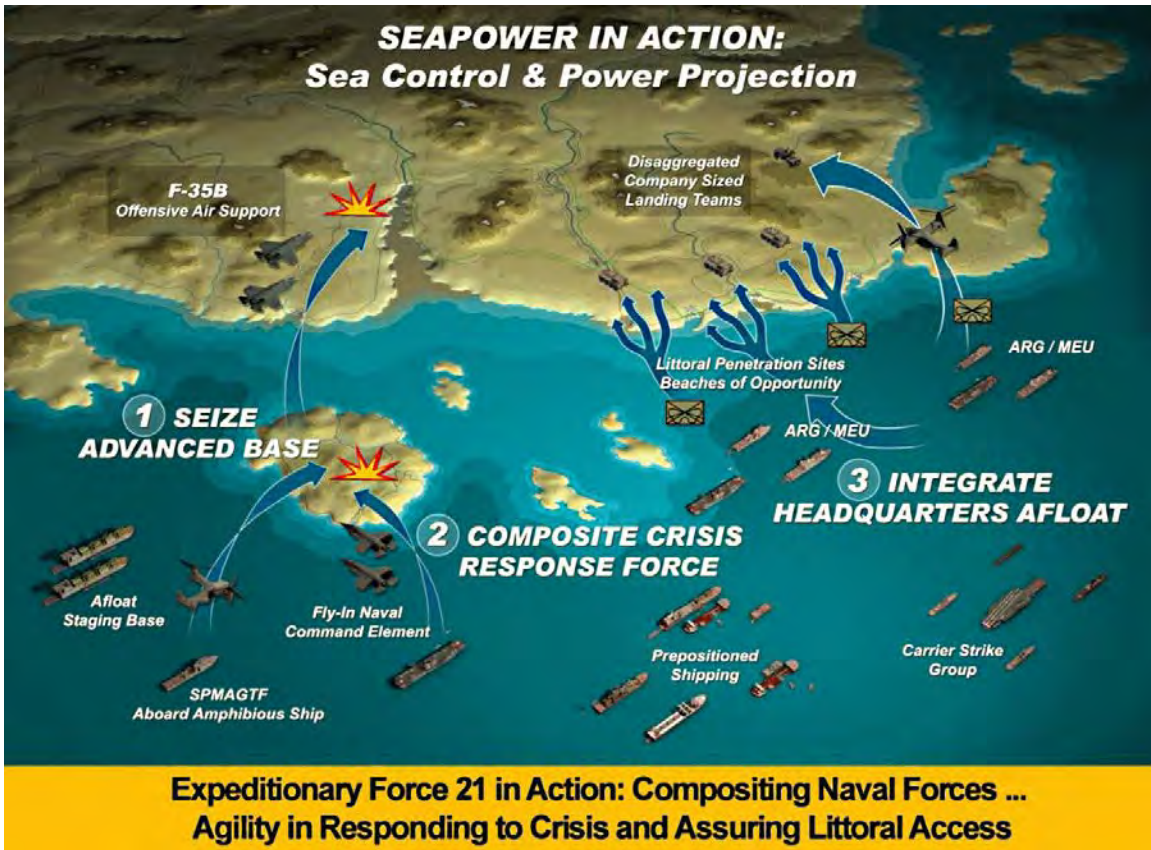 SEAPOWER IN ACTION:
Sea Control & Power Projection
F-35B
Offensive Air Support
Disaggregated
Company Sized
Landing Teams
ARG / MEU
Littoral Penetration Sites
Beaches of Opportunity
1 SEIZE
ADVANCED BASE
ARG / MEU
3 INTEGRATE
HEADQUARTERS AFLOAT
2 COMPOSITE CRISIS
RESPONSE FORCE
Afloat
Staging Base
Fly-In Naval
Command Element
SPMAGTF
Aboard Amphibious Ship
Prepositioned
Shipping
Carrier Strike
Group
Expeditionary Force 21 in Action: Compositing Naval Forces ...
Agility in Responding to Crisis and Assuring Littoral Access